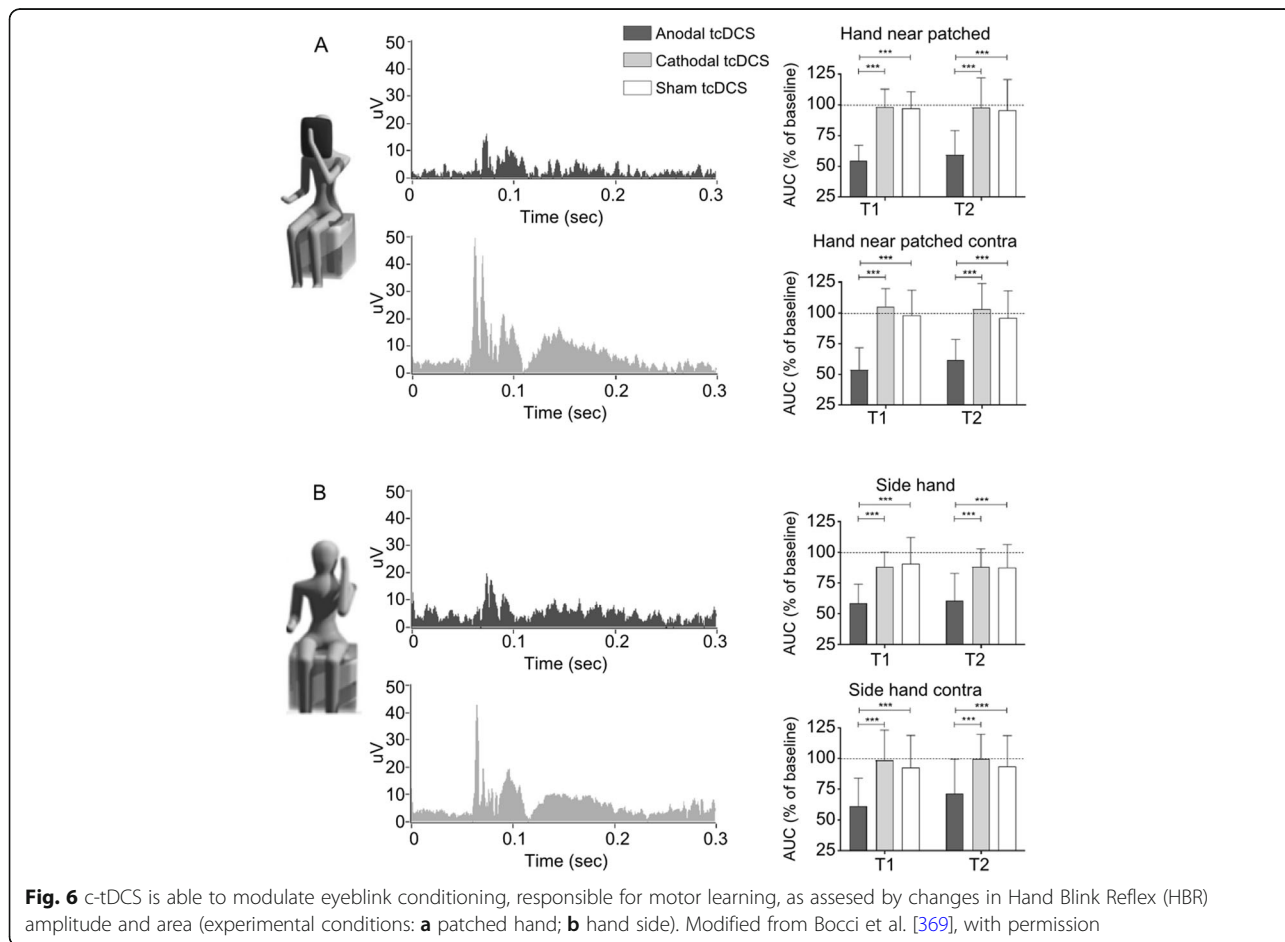 A
50
40
30
20
10
0
uV
0
0.1
0.2
0.3
Time (sec)
Anodal tcDCS
Cathodal tcDCS
Sham tcDCS
Hand near patched
AUC (% of baseline)
125
100
75
50
25
***
***
***
***
T1
T2
50
40
30
20
10
0
uV
0
0.1
0.2
0.3
Time (sec)
Hand near patched contra
AUC (% of baseline)
125
100
75
50
25
***
***
***
***
T1
T2
B
50
40
30
20
10
0
uV
0
0.1
0.2
0.3
Time (sec)
Side hand
AUC (% of baseline)
125
100
75
50
25
***
***
***
***
T1
T2
50
40
30
20
10
0
uV
0
0.1
0.2
0.3
Time (sec)
Side hand contra
AUC (% of baseline)
125
100
75
50
25
***
***
***
***
T1
T2
Fig. 6 c-tDCS is able to modulate eyeblink conditioning, responsible for motor learning, as assesed by changes in Hand Blink Reflex (HBR)
amplitude and area (experimental conditions: a patched hand; b hand side). Modified from Bocci et al. [369], with permission